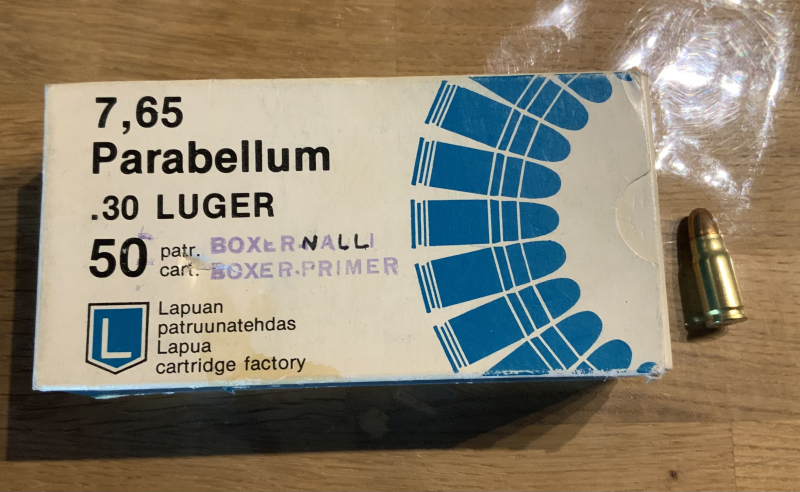 7,65
Parabellum
.30 LUGER
50 patr. BOXER-NALLI
cart. BOXER-PRIMER
L
Lapuan
patruunatehdas
Lapua
cartridge factory